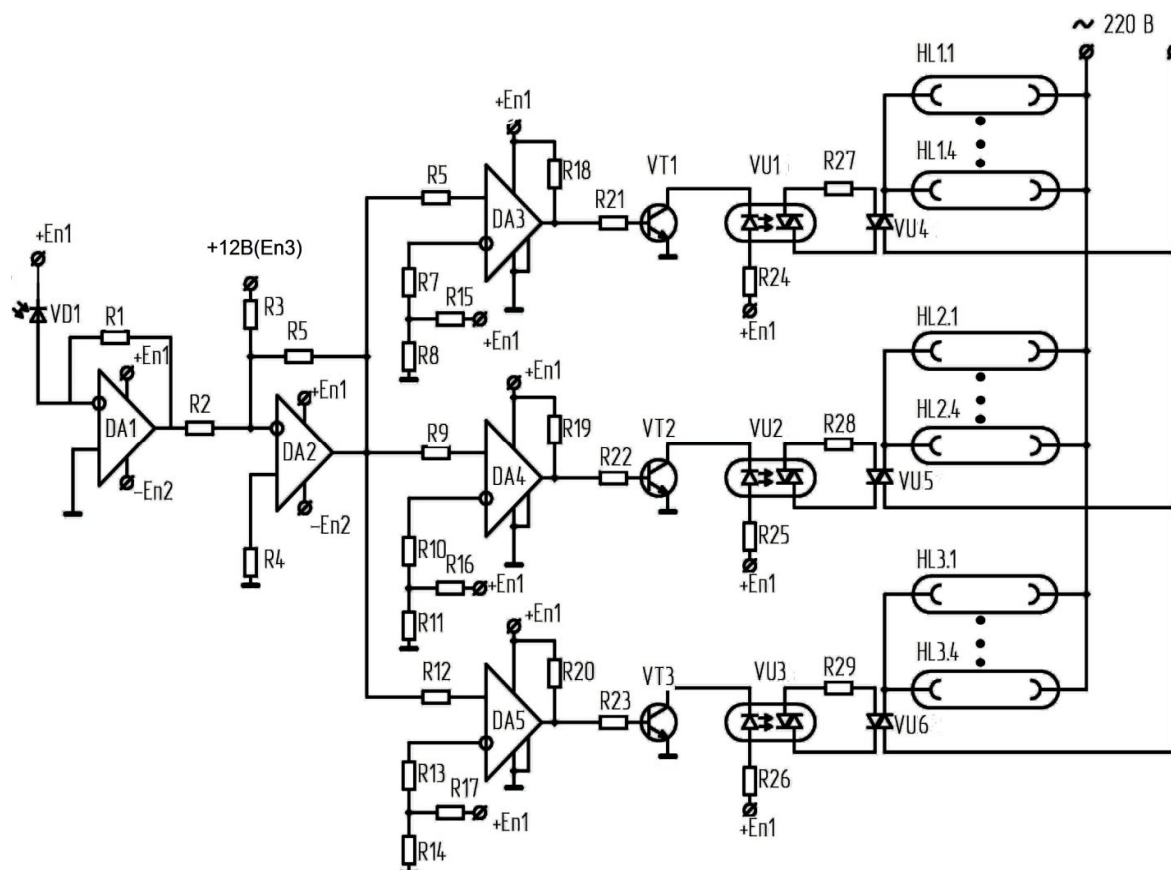 ~ 220 В
HL1.1
+En1
R5
R18
VT1
VU1
R27
HL1.4
DA3
R21
VU4
+En1
+12В(En3)
R7
R15
R24
VD1
R1
R3
+En1
+En1
R5
R8
HL2.1
+En1
+En1
+En1
DA1
R2
DA2
R9
R19
VT2
VU2
R28
HL2.4
DA4
R22
VU5
-En2
–En2
R10
R16
R25
R4
+En1
+En1
HL3.1
R11
+En1
R12
R20
VT3
VU3
R29
HL3.4
DA5
R23
VU6
R13
R17
R26
+En1
+En1
R14